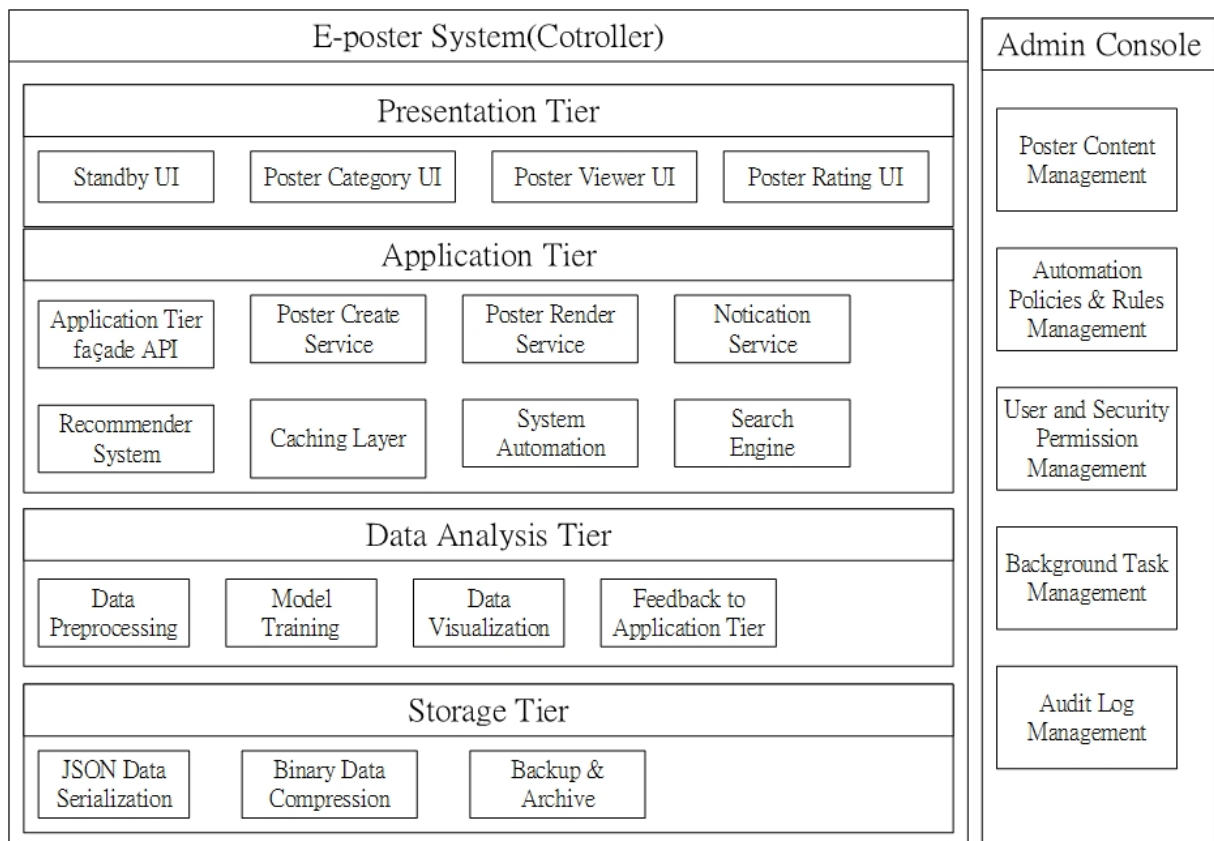 E-poster System(Cotroller)
Presentation Tier
Standby UI
Poster Category UI
Poster Viewer UI
Poster Rating UI
Application Tier
Application Tier
façade API
Poster Create
Service
Poster Render
Service
Notication
Service
Recommender
System
Caching Layer
System
Automation
Search
Engine
Data Analysis Tier
Data
Preprocessing
Model
Training
Data
Visualization
Feedback to
Application Tier
Storage Tier
JSON Data
Serialization
Binary Data
Compression
Backup &
Archive
Admin Console
Poster Content
Management
Automation
Policies & Rules
Management
User and Security
Permission
Management
Background Task
Management
Audit Log
Management